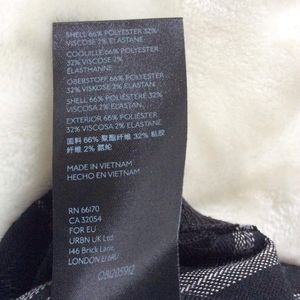 SHELL 66% POLYESTER 32%
VISCOSE 2% ELASTANE
COQUILLE 66% POLYESTER
32% VISCOSE 2%
ÉLASTHANNE
OBERSTOFF 66% POLYESTER
32% VISKOSE 2% ELASTAN
SHELL 66% POLIESTERE 32%
VISCOSA 2% ELASTAN
EXTERIOR 66% POLIÉSTER
32% VISCOSA 2% ELASTANO
面料 66% 聚酯纤维 32% 粘胶
纤维 2% 氨纶
MADE IN VIETNAM
HECHO EN VIETNAM
RN 66170
CA 32054
FOR EU
URBN UK Ltd
146 Brick Lane,
LONDON E1 6RU